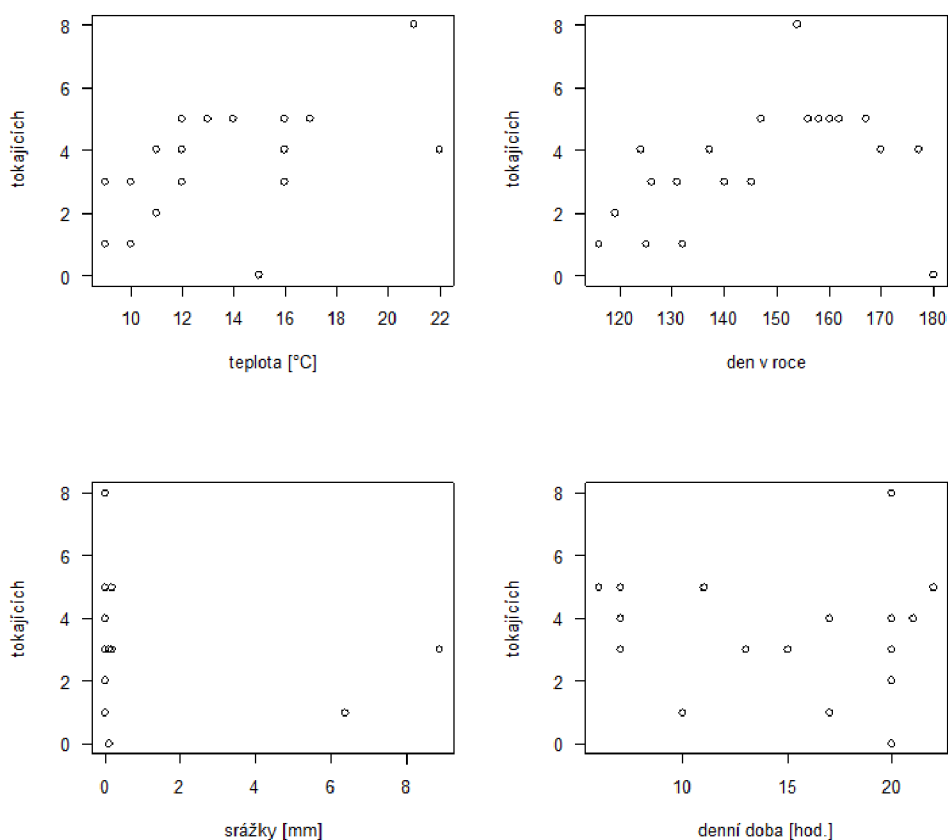 8
6
4
2
0
tokajících
10 12 14 16 18 20 22
teplota [°C]
8
6
4
2
0
tokajících
120 130 140 150 160 170 180
den v roce
8
6
4
2
0
tokajících
0 2 4 6 8
srážky [mm]
8
6
4
2
0
tokajících
10 15 20
denní doba [hod.]